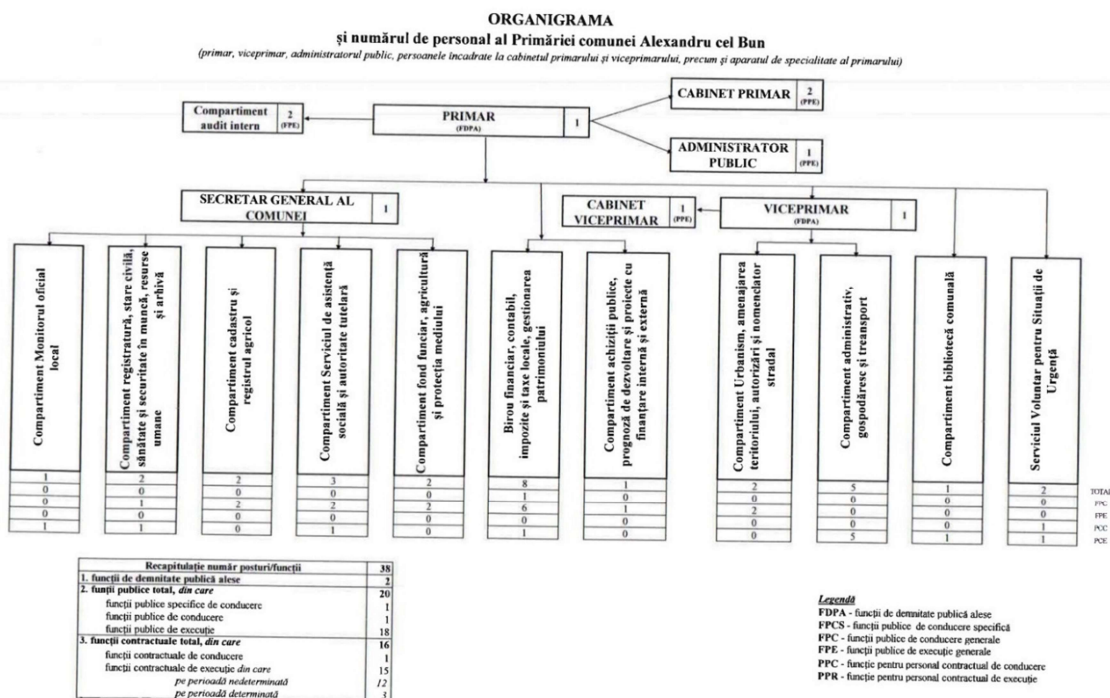 ORGANIGRAMA
și numărul de personal al Primăriei comunei Alexandru cel Bun
(primar, viceprimar, administratorul public, persoanele încadrate la cabinetul primarului și viceprimarului, precum și aparatul de specialitate al primarului)
Compartiment
audit intern
2
(FPE)
PRIMAR
(FDPA)
1
CABINET PRIMAR
2
(PPE)
ADMINISTRATOR
PUBLIC
1
(PPE)
SECRETAR GENERAL AL
COMUNEI
1
CABINET
VICEPRIMAR
1
(PPE)
VICEPRIMAR
(FDPA)
1
Compartiment Monitorul oficial
local
Compartiment registratură, stare civilă,
sănătate și securitate în muncă, resurse
umane și arhivă
Compartiment cadastru și
registrul agricol
Compartiment Serviciul de asistență
socială și autoritate tutelară
Compartiment fond funciar, agricultură
și protecția mediului
Birou financiar, contabil,
impozite și taxe locale, gestionarea
patrimoniului
Compartiment achiziții publice,
prognoză de dezvoltare și proiecte cu
finanțare internă și externă
Compartiment Urbanism, amenajarea
teritoriului, autorizări și nomenclator
stradal
Compartiment administrativ,
gospodăresc și treansport
Compartiment bibliotecă comunală
Serviciul Voluntar pentru Situații de
Urgență
1 2 2 3 2 8 1 2 5 1 2 TOTAL
0 0 0 0 0 1 0 0 0 0 0 FPC
0 1 2 2 2 6 1 2 0 0 0 FPE
0 0 0 0 0 0 0 0 0 0 1 PCC
1 1 0 1 0 1 0 0 5 1 1 PCE
Recapitulație număr posturi/funcții 38
1. funcții de demnitate publică alese 2
2. funții publice total, din care 20
funcții publice specifice de conducere 1
funcții publice de conducere 1
funcții publice de execuție 18
3. funcții contractuale total, din care 16
funcții contractuale de conducere 1
funcții contractuale de execuție din care 15
pe perioadă nedeterminată 12
pe perioadă determinată 3
Legendă
FDPA - funcții de demnitate publică alese
FPCS - funcții publice de conducere specifică
FPC - funcții publice de conducere generale
FPE - funcții publice de execuție generale
PPC - funcție pentru personal contractual de conducere
PPR - funcție pentru personal contractual de execuție